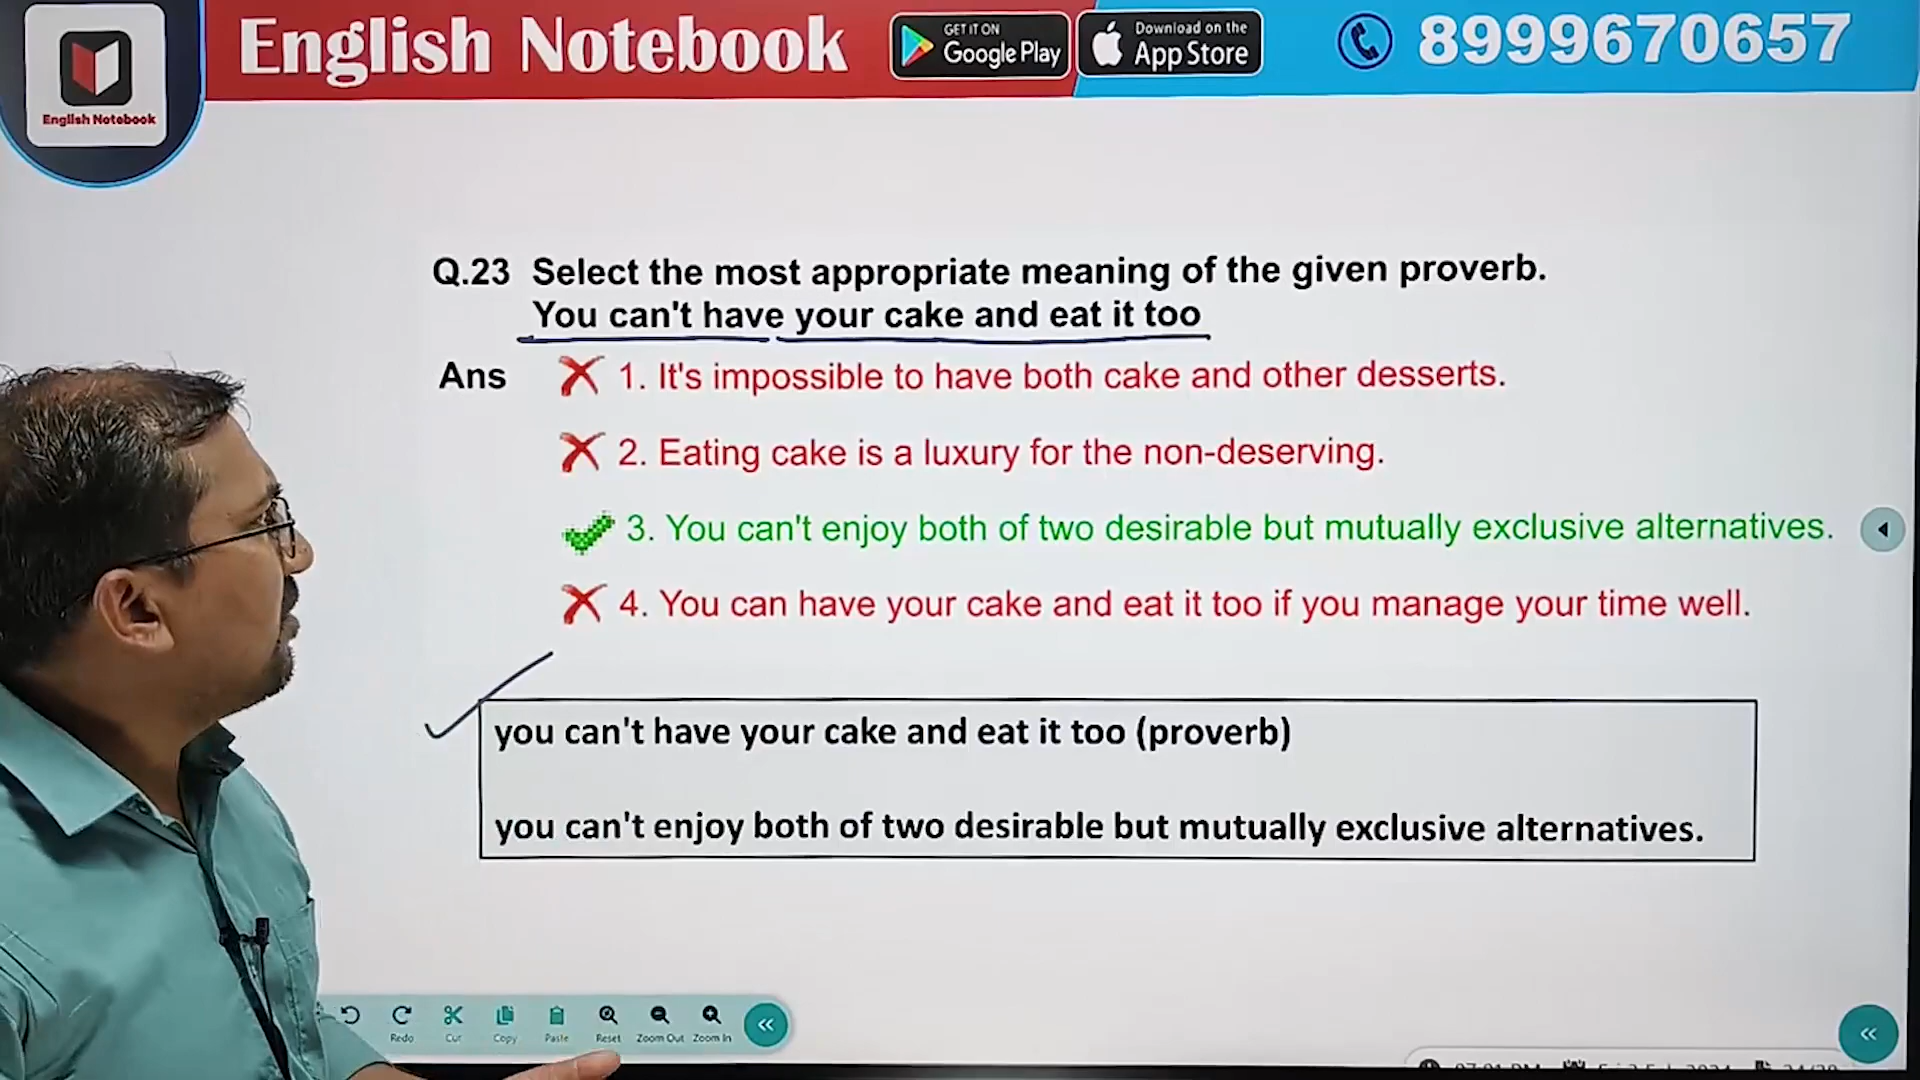 English Notebook
GET IT ON
Google Play
Download on the
App Store
8999670657
English Notebook
Q.23 Select the most appropriate meaning of the given proverb.
You can't have your cake and eat it too
Ans
1. It's impossible to have both cake and other desserts.
2. Eating cake is a luxury for the non-deserving.
3. You can't enjoy both of two desirable but mutually exclusive alternatives.
4. You can have your cake and eat it too if you manage your time well.
you can't have your cake and eat it too (proverb)
you can't enjoy both of two desirable but mutually exclusive alternatives.
Redo Cut Copy Paste Reset Zoom Out Zoom In